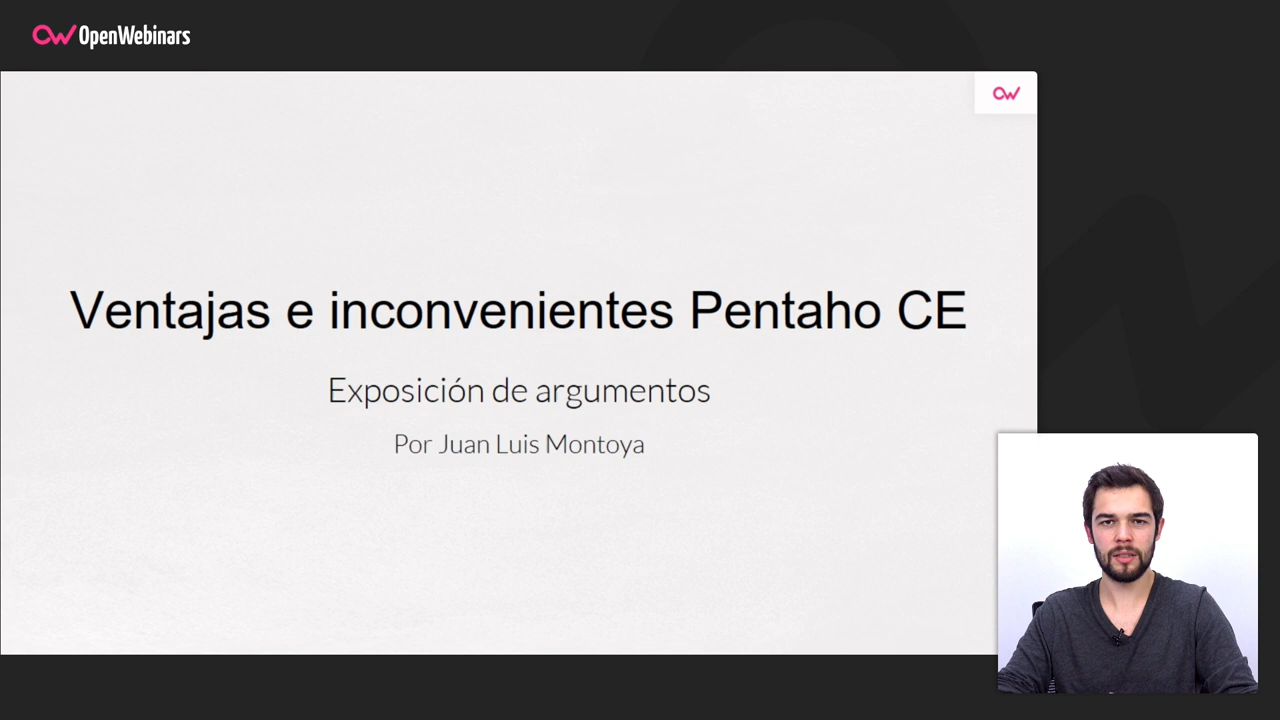 OpenWebinars
Ventajas e inconvenientes Pentaho CE
Exposición de argumentos
Por Juan Luis Montoya